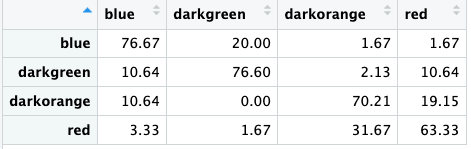 blue darkgreen darkorange red
blue 76.67 20.00 1.67 1.67
darkgreen 10.64 76.60 2.13 10.64
darkorange 10.64 0.00 70.21 19.15
red 3.33 1.67 31.67 63.33